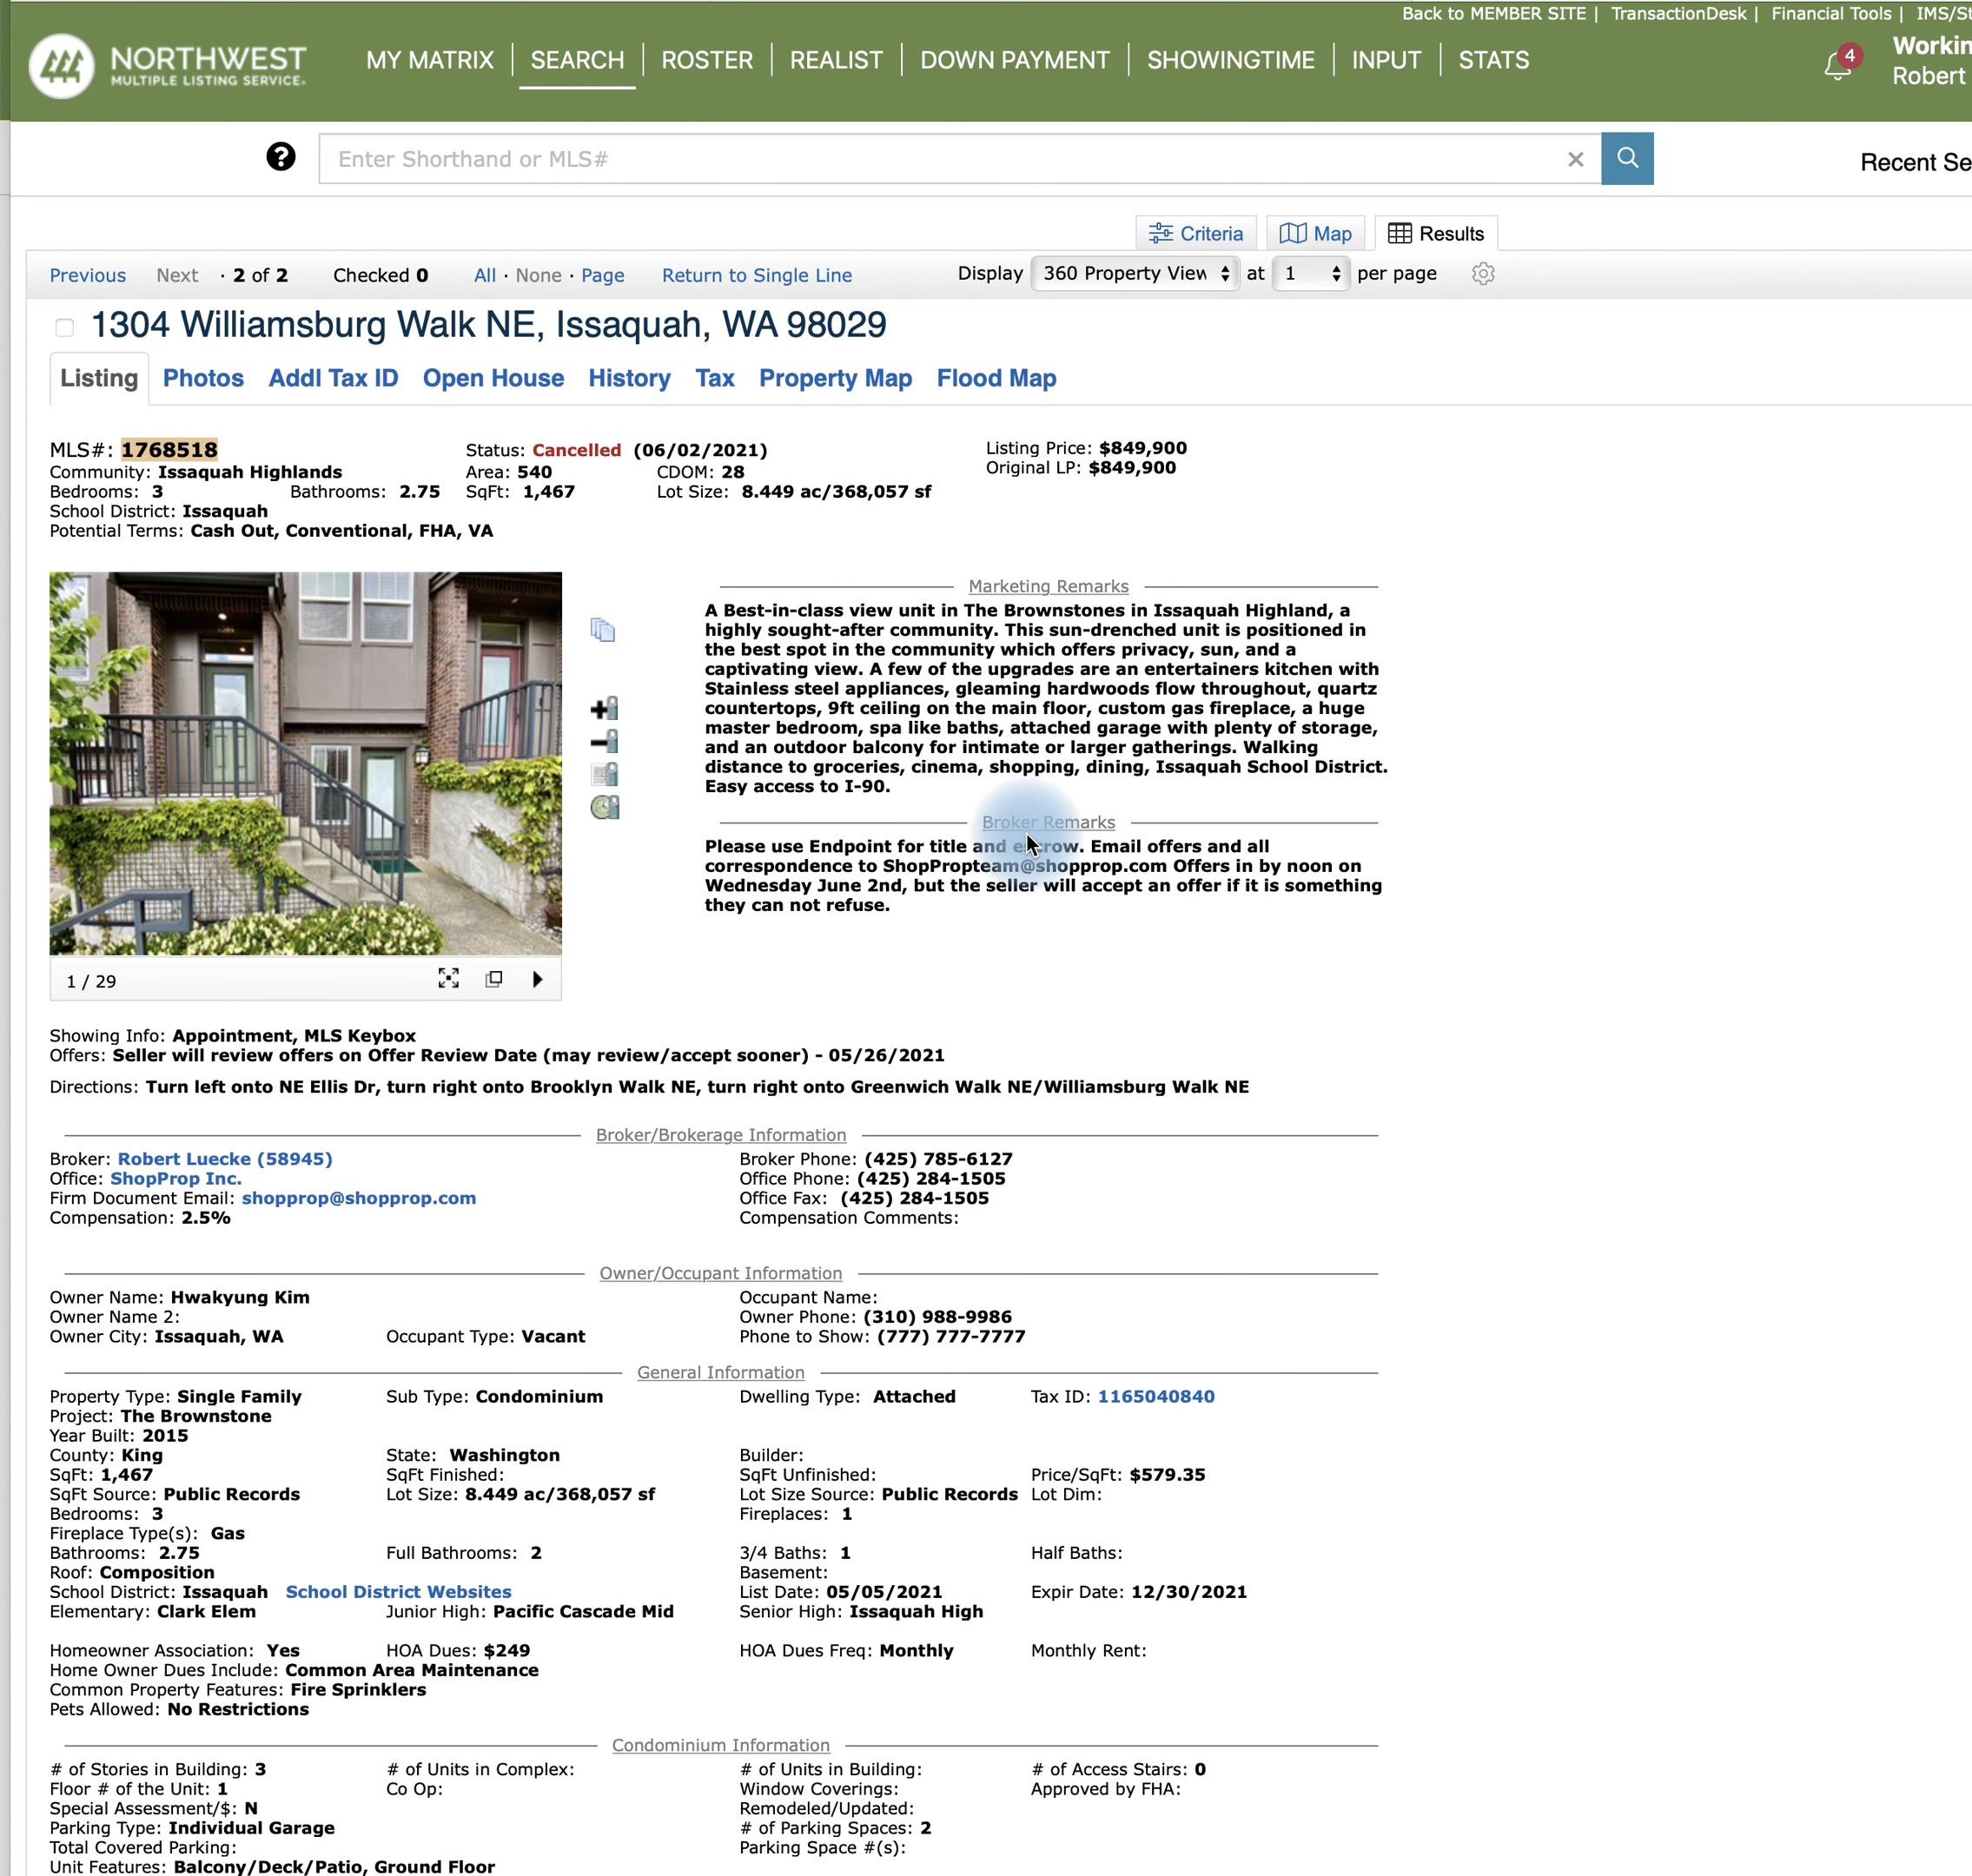 Back to MEMBER SITE | TransactionDesk | Financial Tools |
NORTHWEST
MULTIPLE LISTING SERVICE®
MY MATRIX SEARCH ROSTER REALIST DOWN PAYMENT SHOWINGTIME INPUT STATS
4
Robert
Enter Shorthand or MLS#
Criteria Map Results
Previous Next · 2 of 2 Checked 0 All · None · Page Return to Single Line Display 360 Property View at 1 per page
1304 Williamsburg Walk NE, Issaquah, WA 98029
Listing Photos Addl Tax ID Open House History Tax Property Map Flood Map
MLS#: 1768518 Status: Cancelled (06/02/2021) Listing Price: $849,900
Original LP: $849,900
Community: Issaquah Highlands Area: 540 CDOM: 28
Bedrooms: 3 Bathrooms: 2.75 SqFt: 1,467 Lot Size: 8.449 ac/368,057 sf
School District: Issaquah
Potential Terms: Cash Out, Conventional, FHA, VA
Marketing Remarks
A Best-in-class view unit in The Brownstones in Issaquah Highland, a
highly sought-after community. This sun-drenched unit is positioned in
the best spot in the community which offers privacy, sun, and a
captivating view. A few of the upgrades are an entertainers kitchen with
Stainless steel appliances, gleaming hardwoods flow throughout, quartz
countertops, 9ft ceiling on the main floor, custom gas fireplace, a huge
master bedroom, spa like baths, attached garage with plenty of storage,
and an outdoor balcony for intimate or larger gatherings. Walking
distance to groceries, cinema, shopping, dining, Issaquah School District.
Easy access to I-90.
Broker Remarks
Please use Endpoint for title and escrow. Email offers and all
correspondence to ShopPropteam@shopprop.com Offers in by noon on
Wednesday June 2nd, but the seller will accept an offer if it is something
they can not refuse.
1 / 29
Showing Info: Appointment, MLS Keybox
Offers: Seller will review offers on Offer Review Date (may review/accept sooner) - 05/26/2021
Directions: Turn left onto NE Ellis Dr, turn right onto Brooklyn Walk NE, turn right onto Greenwich Walk NE/Williamsburg Walk NE
Broker/Brokerage Information
Broker: Robert Luecke (58945) Broker Phone: (425) 785-6127
Office: ShopProp Inc. Office Phone: (425) 284-1505
Firm Document Email: shopprop@shopprop.com Office Fax: (425) 284-1505
Compensation: 2.5% Compensation Comments:
Owner/Occupant Information
Owner Name: Hwakyung Kim Occupant Name:
Owner Name 2: Owner Phone: (310) 988-9986
Owner City: Issaquah, WA Occupant Type: Vacant Phone to Show: (777) 777-7777
General Information
Property Type: Single Family Sub Type: Condominium Dwelling Type: Attached Tax ID: 1165040840
Project: The Brownstone
Year Built: 2015
County: King State: Washington Builder:
SqFt: 1,467 SqFt Finished: SqFt Unfinished: Price/SqFt: $579.35
SqFt Source: Public Records Lot Size: 8.449 ac/368,057 sf Lot Size Source: Public Records Lot Dim:
Bedrooms: 3 Fireplaces: 1
Fireplace Type(s): Gas
Bathrooms: 2.75 Full Bathrooms: 2 3/4 Baths: 1 Half Baths:
Roof: Composition Basement:
School District: Issaquah School District Websites List Date: 05/05/2021 Expir Date: 12/30/2021
Elementary: Clark Elem Junior High: Pacific Cascade Mid Senior High: Issaquah High
Homeowner Association: Yes HOA Dues: $249 HOA Dues Freq: Monthly Monthly Rent:
Home Owner Dues Include: Common Area Maintenance
Common Property Features: Fire Sprinklers
Pets Allowed: No Restrictions
Condominium Information
# of Stories in Building: 3 # of Units in Complex: # of Units in Building: # of Access Stairs: 0
Floor # of the Unit: 1 Co Op: Window Coverings: Approved by FHA:
Special Assessment/$: N Remodeled/Updated:
Parking Type: Individual Garage # of Parking Spaces: 2
Total Covered Parking: Parking Space #(s):
Unit Features: Balcony/Deck/Patio, Ground Floor